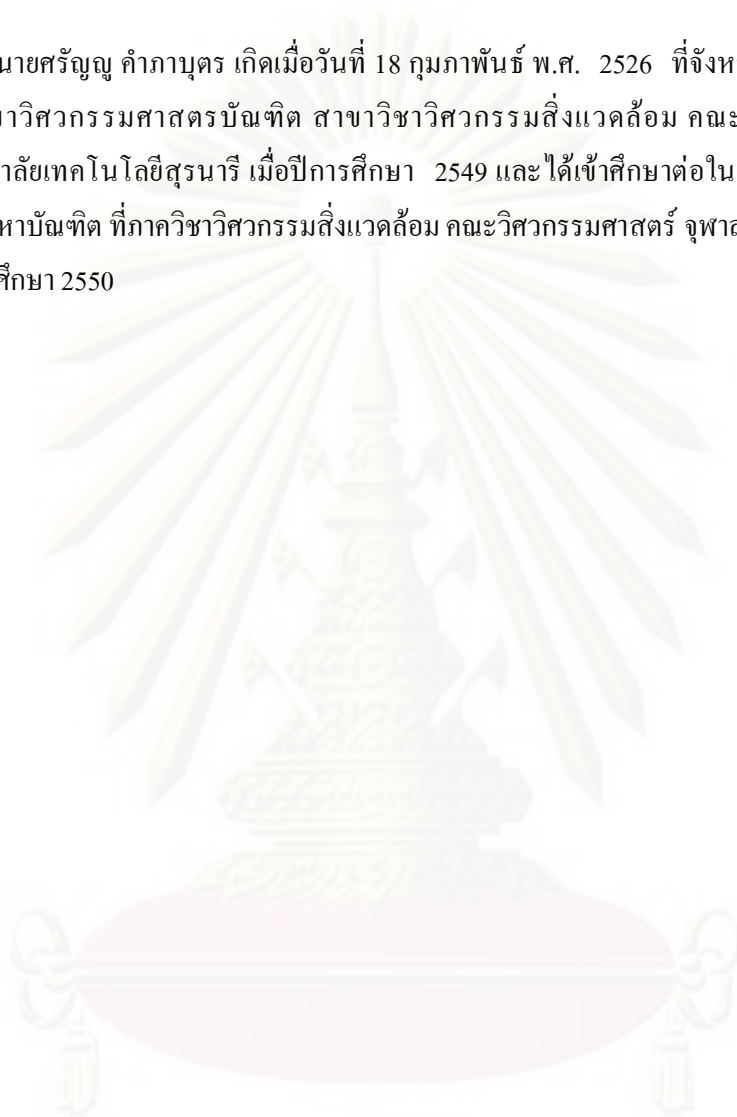 นายศรัญญู คำภาบุตร เกิดเมื่อวันที่ 18 กุมภาพันธ์ พ.ศ. 2526 ที่จังห
าวิศวกรรมศาสตรบัณฑิต สาขาวิชาวิศวกรรมสิ่งแวดล้อม คณะ
าลัยเทคโนโลยีสุรนารี เมื่อปีการศึกษา 2549 และได้เข้าศึกษาต่อใน
หาบัณฑิต ที่ภาควิชาวิศวกรรมสิ่งแวดล้อม คณะวิศวกรรมศาสตร์ จุฬาล
ศึกษา 2550